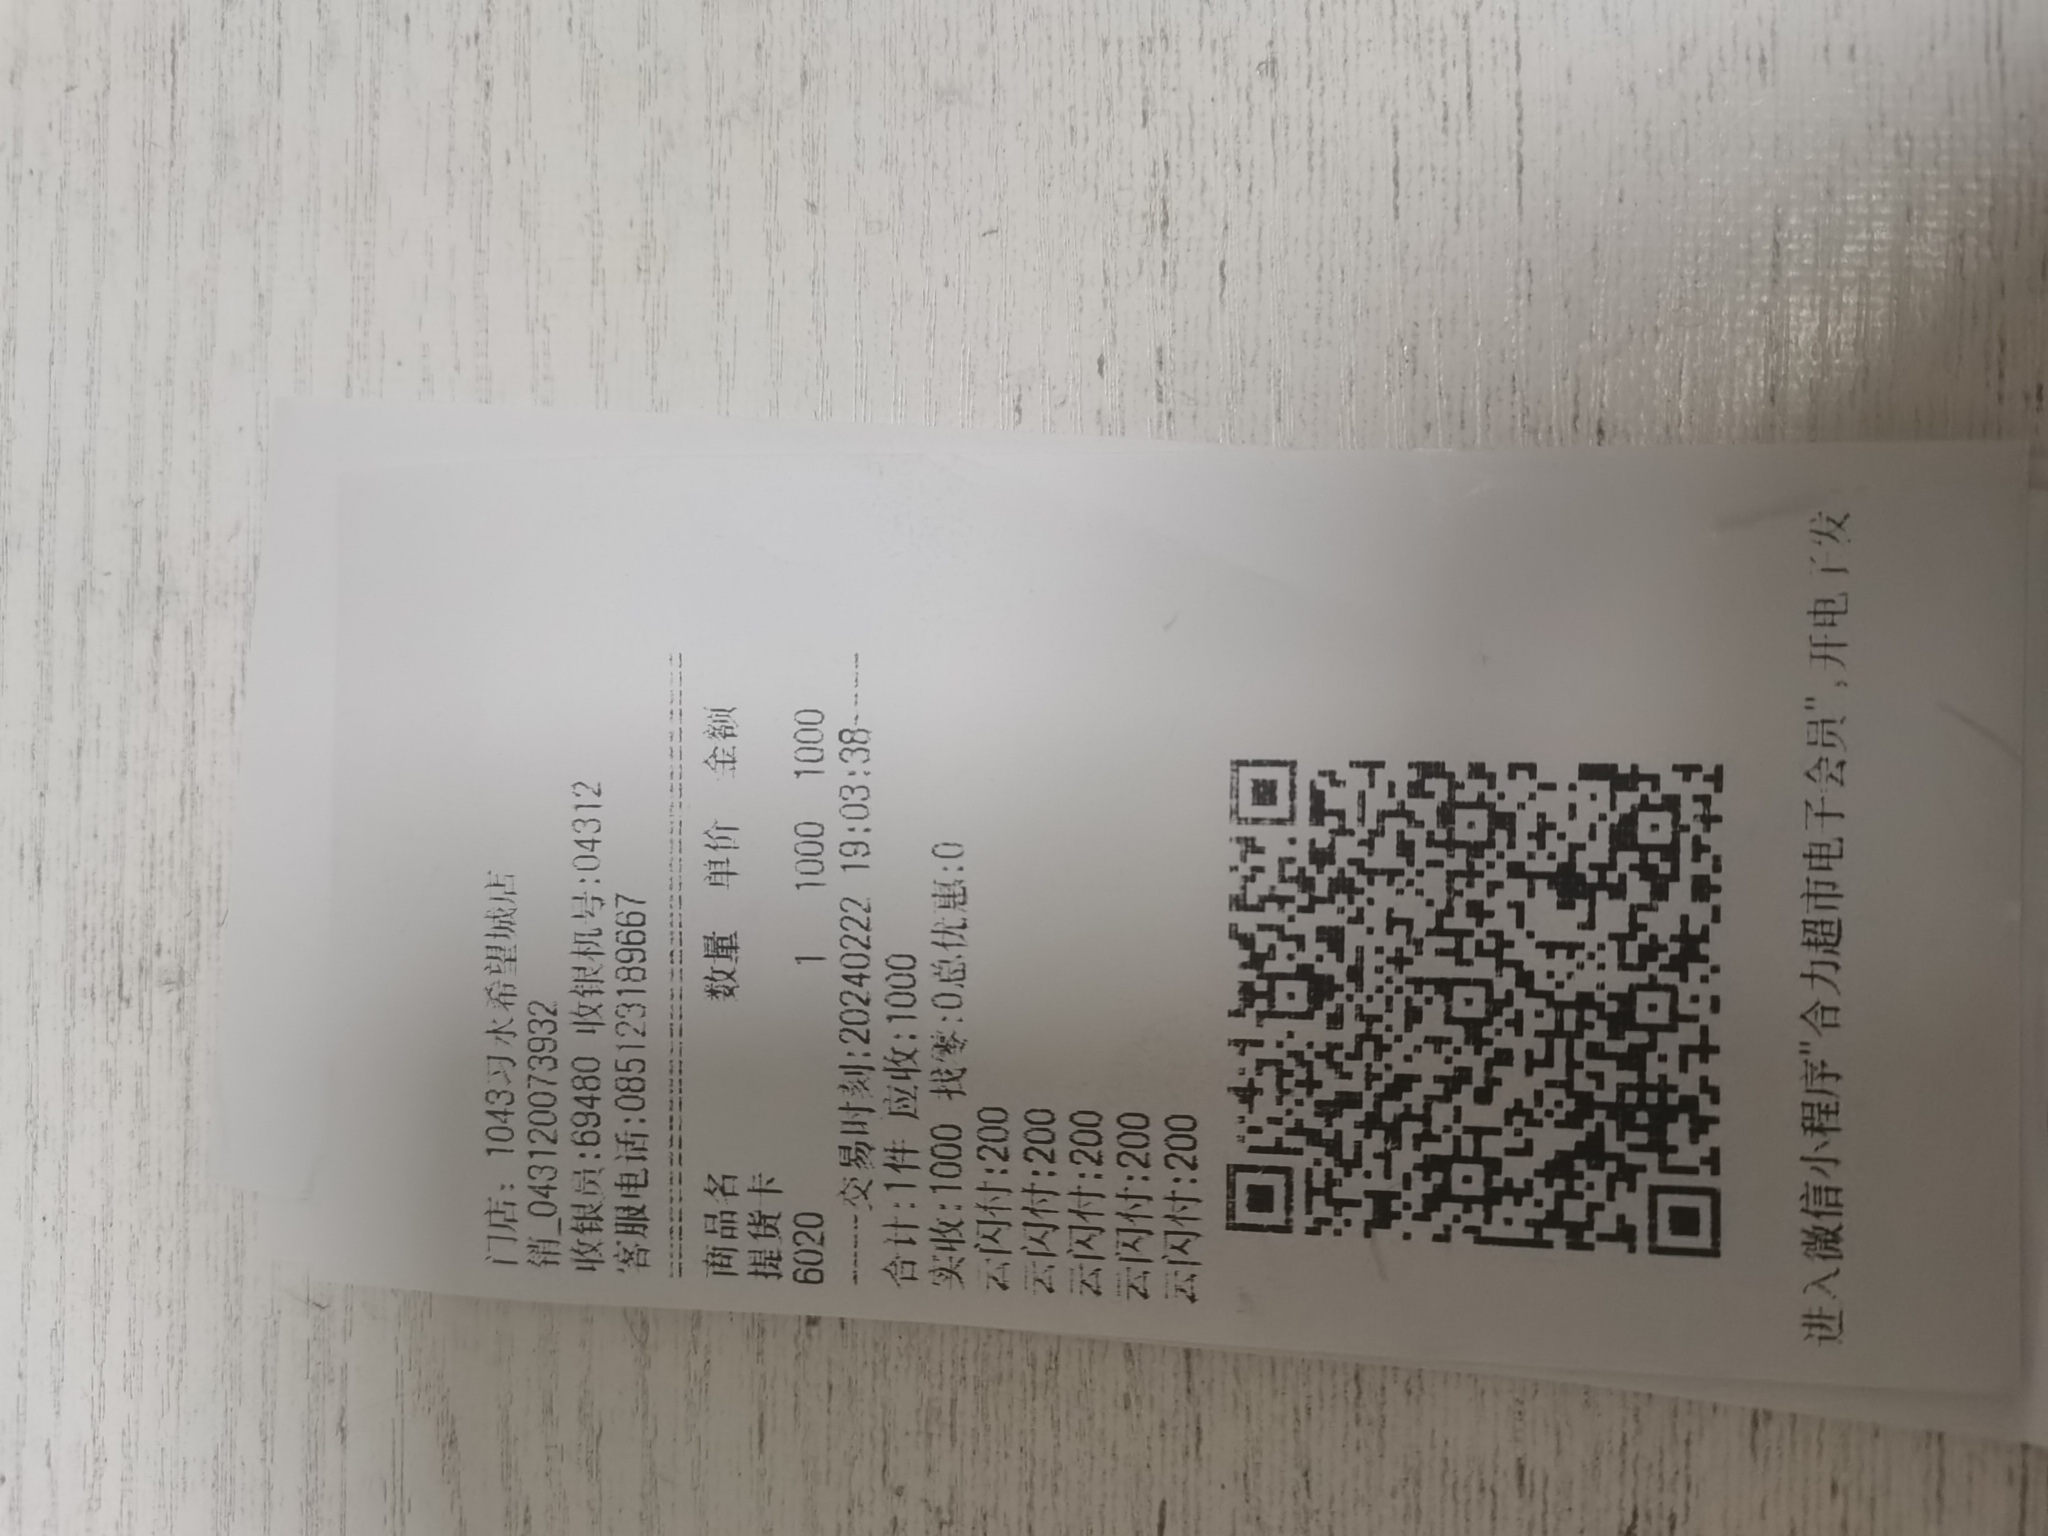 门店: 1043习水希望城店
销_043120073932
收银员:69480 收银机号:04312
客服电话:085123189667
商品名 数量 单价 金额
提货卡
6020 1 1000 1000
-----交易时刻:20240222 19:03:38-----
合计:1件 应收:1000
实收:1000 找零:0总优惠:0
云闪付:200
云闪付:200
云闪付:200
云闪付:200
云闪付:200
进入微信小程序"合力超市电子会员",开电子发